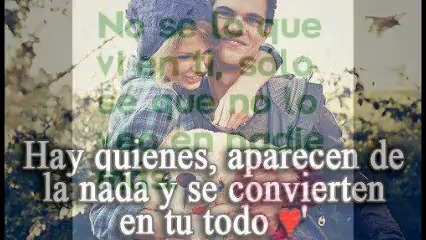 No se lo que
vi en ti, solo
se que no lo
veo en nadie
Hay quienes, aparecen de
la nada y se convierten
en tu todo ❤'